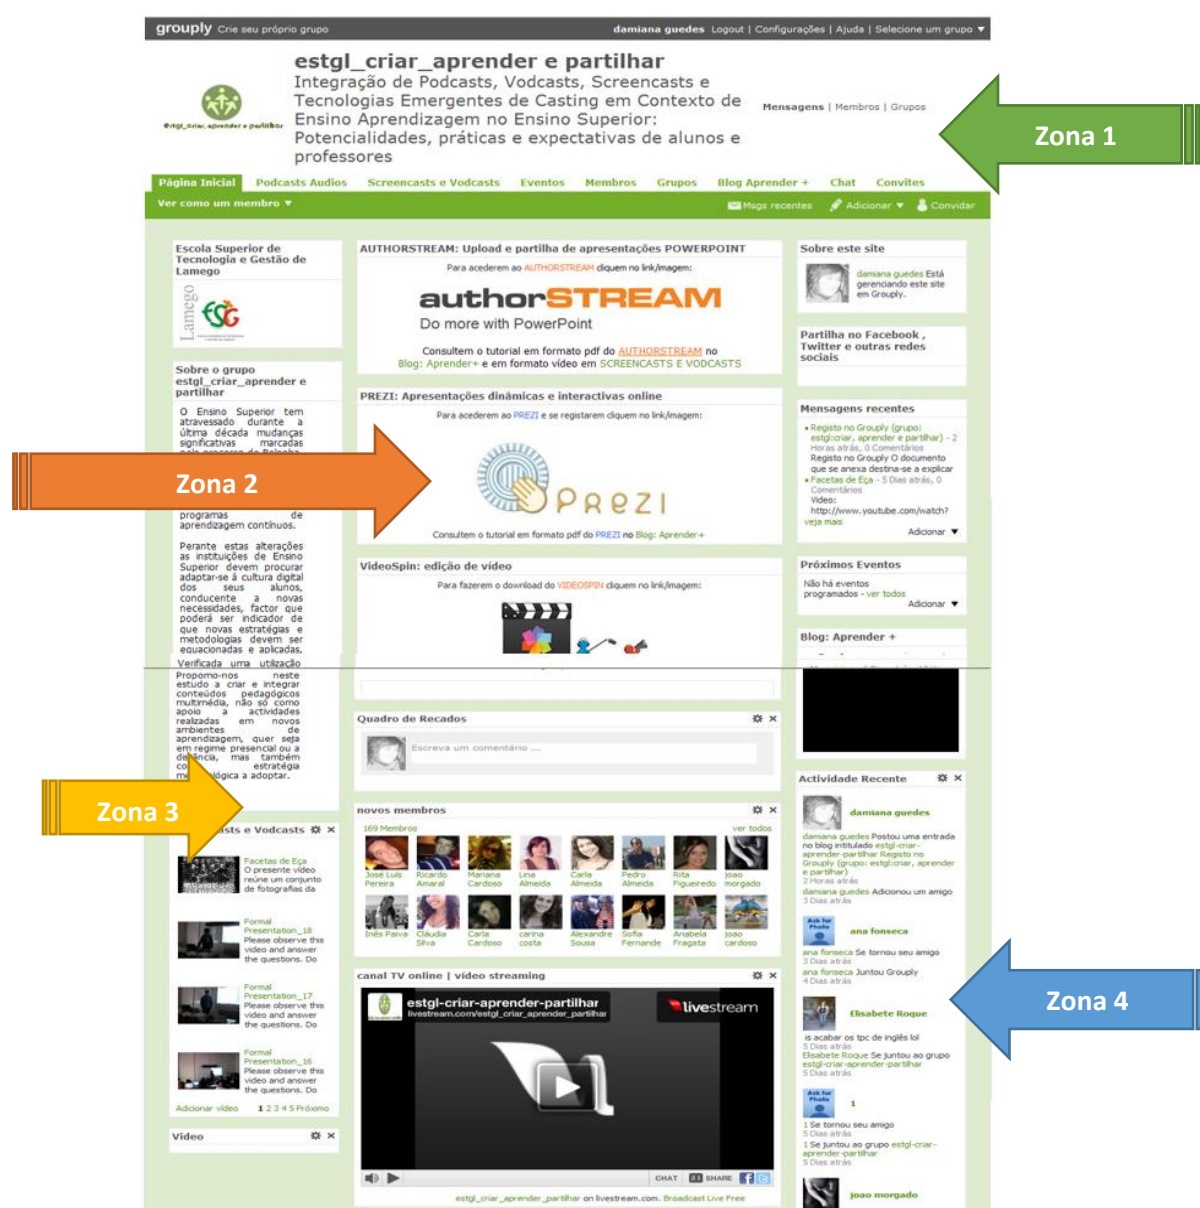 grouply Crie seu próprio grupo
damiana guedes Logout | Configurações | Ajuda | Selecione um grupo ▼
estgl_criar_aprender e partilhar
Integração de Podcasts, Vodcasts, Screencasts e
Tecnologias Emergentes de Casting em Contexto de
Ensino Aprendizagem no Ensino Superior:
Potencialidades, práticas e expectativas de alunos e
professores
estgl_criar_aprender e partilhar
Mensagens | Membros | Grupos
Zona 1
Página Inicial Podcasts Audios Screencasts e Vodcasts Eventos Membros Grupos Blog Aprender + Chat Convites
Ver como um membro ▼
Msgs recentes Adicionar ▼ Convidar
Escola Superior de
Tecnologia e Gestão de
Lamego
Lamego
ESG
Sobre o grupo
estgl_criar_aprender e
partilhar
O Ensino Superior tem
atravessado durante a
última década mudanças
significativas marcadas
pelo processo de Bolonha
Zona 2
programas de
aprendizagem contínuos.
Perante estas alterações
as instituições de Ensino
Superior devem procurar
adaptar-se à cultura digital
dos seus alunos,
conducente a novas
necessidades, factor que
poderá ser indicador de
que novas estratégias e
metodologias devem ser
equacionadas e aplicadas.
Verificada uma utilização
Propomo-nos neste
estudo a criar e integrar
conteúdos pedagógicos
multimédia, não só como
apoio a actividades
realizadas em novos
ambientes de
aprendizagem, quer seja
em regime presencial ou a
distância, mas também
estratégia
a adoptar.
Zona 3
asts e Vodcasts
Facetas de Eça
O presente vídeo
reúne um conjunto
de fotografias da
Formal
Presentation_18
Please observe this
video and answer
the questions. Do
Formal
Presentation_17
Please observe this
video and answer
the questions. Do
Formal
Presentation_16
Please observe this
video and answer
the questions. Do
Adicionar vídeo 1 2 3 4 5 Próximo
Video
AUTHORSTREAM: Upload e partilha de apresentações POWERPOINT
Para acederem ao AUTHORSTREAM cliquem no link/imagem:
authorSTREAM
Do more with PowerPoint
Consultem o tutorial em formato pdf do AUTHORSTREAM no
Blog: Aprender+ e em formato vídeo em SCREENCASTS E VODCASTS
PREZI: Apresentações dinâmicas e interactivas online
Para acederem ao PREZI e se registarem cliquem no link/imagem:
PREZI
Consultem o tutorial em formato pdf do PREZI no Blog: Aprender+
VideoSpin: edição de vídeo
Para fazerem o download do VIDEOSPIN cliquem no link/imagem:
Quadro de Recados
Escreva um comentário ...
novos membros
169 Membros ver todos
José Luis Pereira
Ricardo Amaral
Mariana Cardoso
Lina Almeida
Carla Almeida
Pedro Almeida
Rita Figueredo
joao morgado
Inês Paiva
Cláudia Silva
Carla Cardoso
carina costa
Alexandre Sousa
Sofia Fernande
Anabela Fragata
joao cardoso
canal TV online | vídeo streaming
estgl-criar-aprender-partilhar
livestream.com/estgl_criar_aprender_partilhar
livestream
CHAT 21 SHARE
estgl_criar_aprender_partilhar on livestream.com. Broadcast Live Free
Sobre este site
damiana guedes Está
gerenciando este site
em Grouply.
Partilha no Facebook ,
Twitter e outras redes
sociais
Mensagens recentes
Registo no Grouply (grupo:
estgl:criar, aprender e partilhar) - 2
Horas atrás, 0 Comentários
Registo no Grouply O documento
que se anexa destina-se a explicar
Facetas de Eça - 5 Dias atrás, 0
Comentários
Video:
http://www.youtube.com/watch?
veja mais
Adicionar ▼
Próximos Eventos
Não há eventos
programados - ver todos
Adicionar ▼
Blog: Aprender +
Actividade Recente
damiana guedes
damiana guedes Postou uma entrada
no blog intitulado estgl-criar-
aprender-partilhar Registo no
Grouply (grupo: estgl:criar, aprender
e partilhar)
2 Horas atrás
damiana guedes Adicionou um amigo
3 Dias atrás
Ask for
Photo
ana fonseca
ana fonseca Se tornou seu amigo
3 Dias atrás
ana fonseca Juntou Grouply
4 Dias atrás
Zona 4
Elisabete Roque
is acabar os tpc de inglês lol
5 Dias atrás
Elisabete Roque Se juntou ao grupo
estgl-criar-aprender-partilhar
5 Dias atrás
Ask for
Photo
1
1 Se tornou seu amigo
5 Dias atrás
1 Se juntou ao grupo estgl-criar-
aprender-partilhar
5 Dias atrás
joao morgado